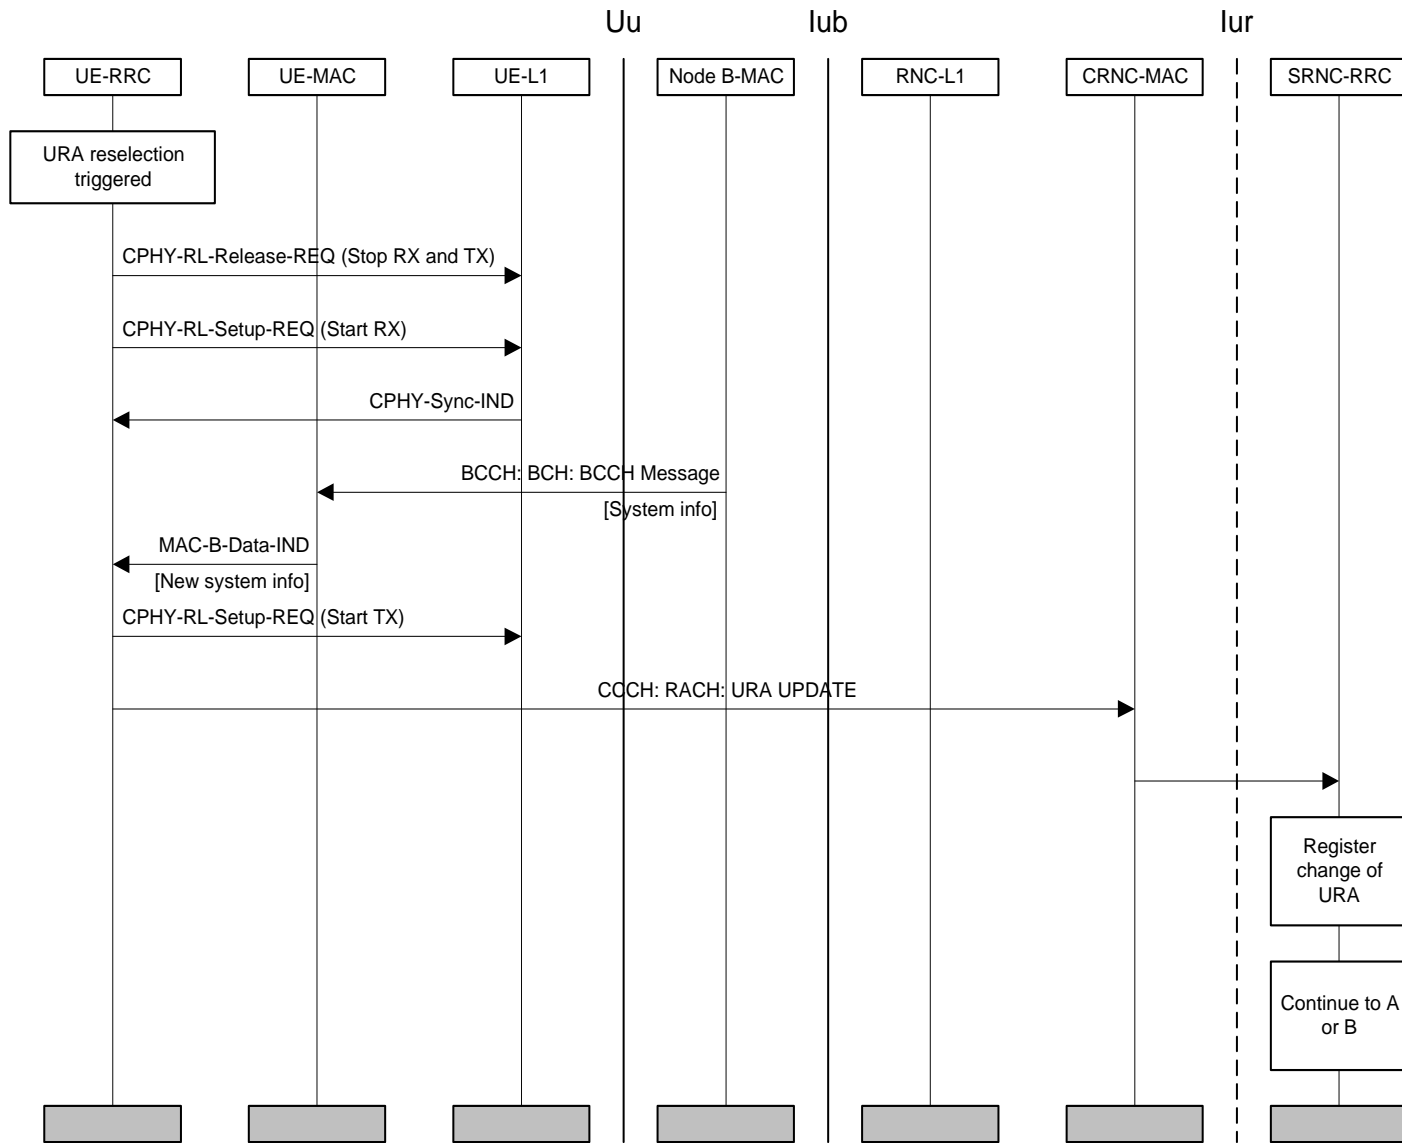 Uu
Iub
Iur
UE-RRC
UE-MAC
UE-L1
Node B-MAC
RNC-L1
CRNC-MAC
SRNC-RRC
URA reselection
triggered
CPHY-RL-Release-REQ (Stop RX and TX)
CPHY-RL-Setup-REQ (Start RX)
CPHY-Sync-IND
BCCH: BCH: BCCH Message
[System info]
MAC-B-Data-IND
[New system info]
CPHY-RL-Setup-REQ (Start TX)
CCCH: RACH: URA UPDATE
Register
change of
URA
Continue to A
or B